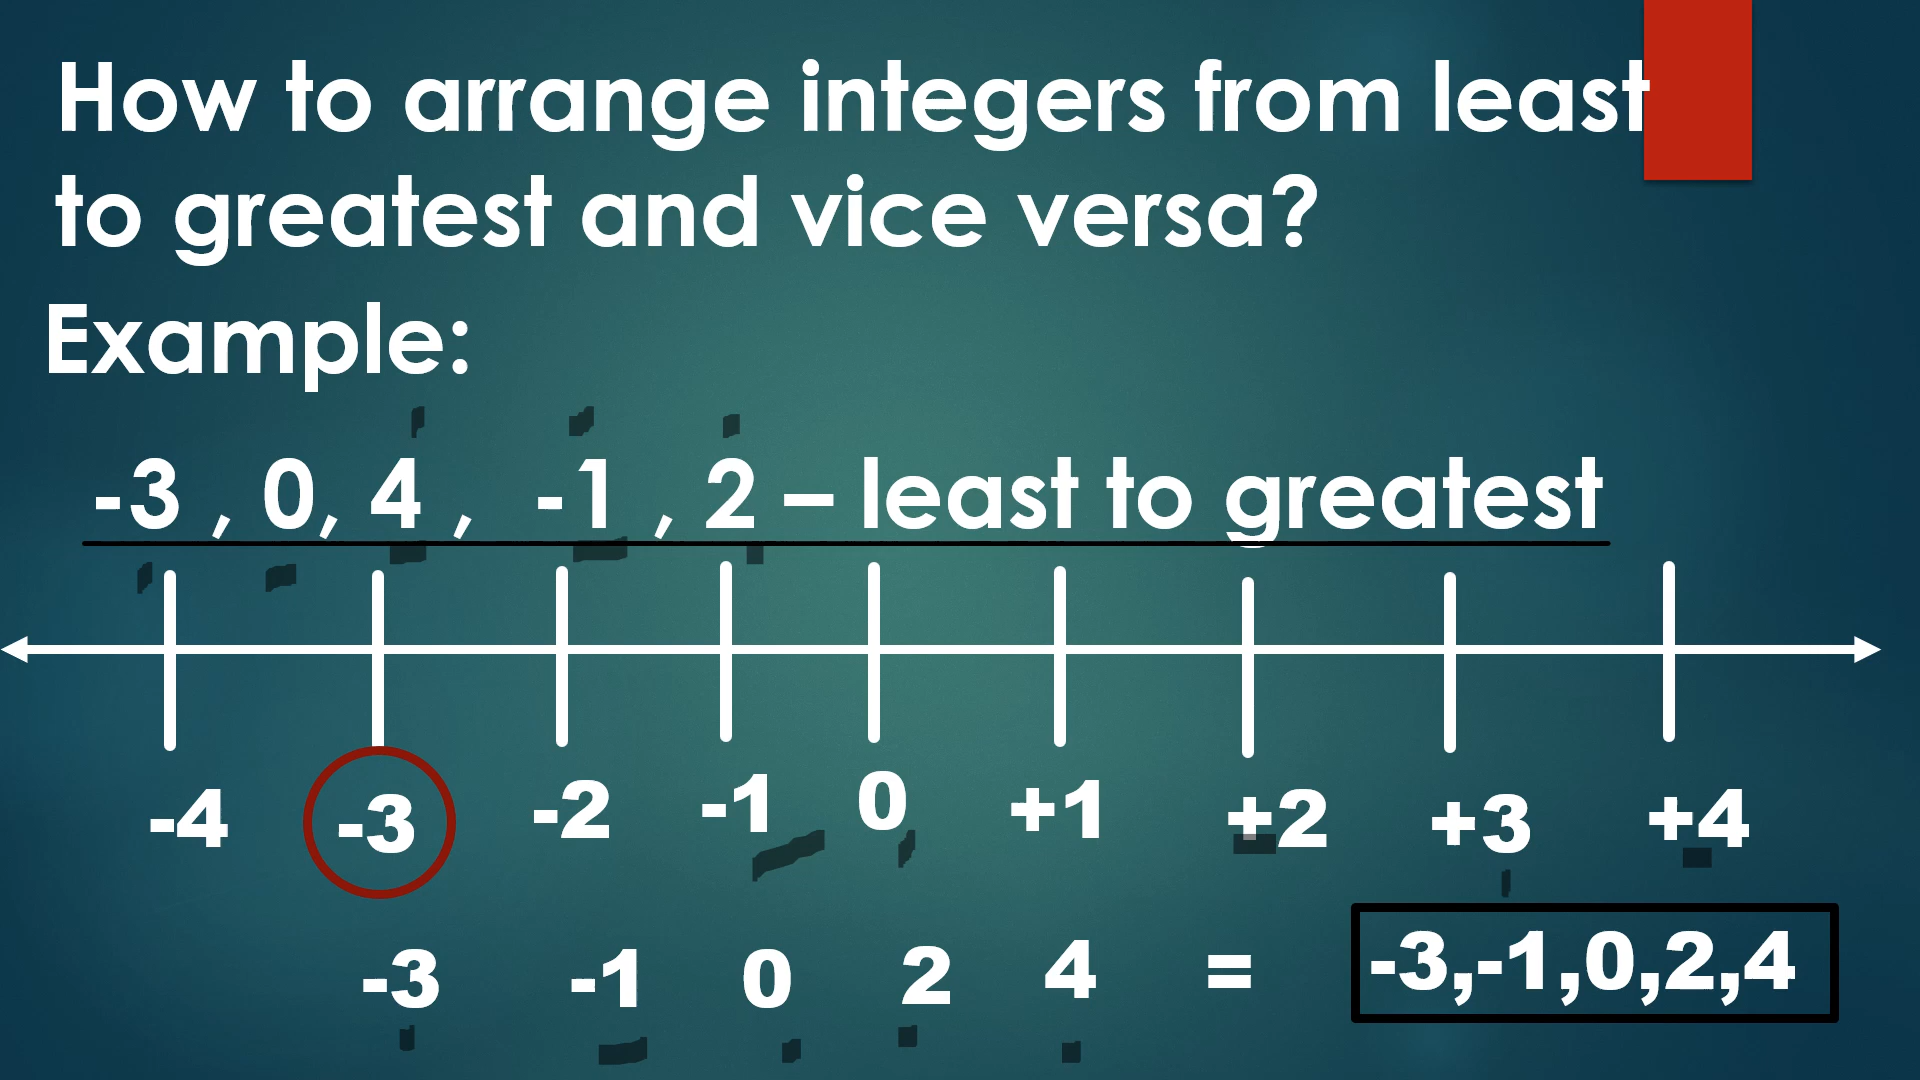 How to arrange integers from least
to greatest and vice versa?
Example:
-3 , 0, 4 , -1 , 2 – least to greatest
-4 -3 -2 -1 0 +1 +2 +3 +4
-3 -1 0 2 4 = -3,-1,0,2,4